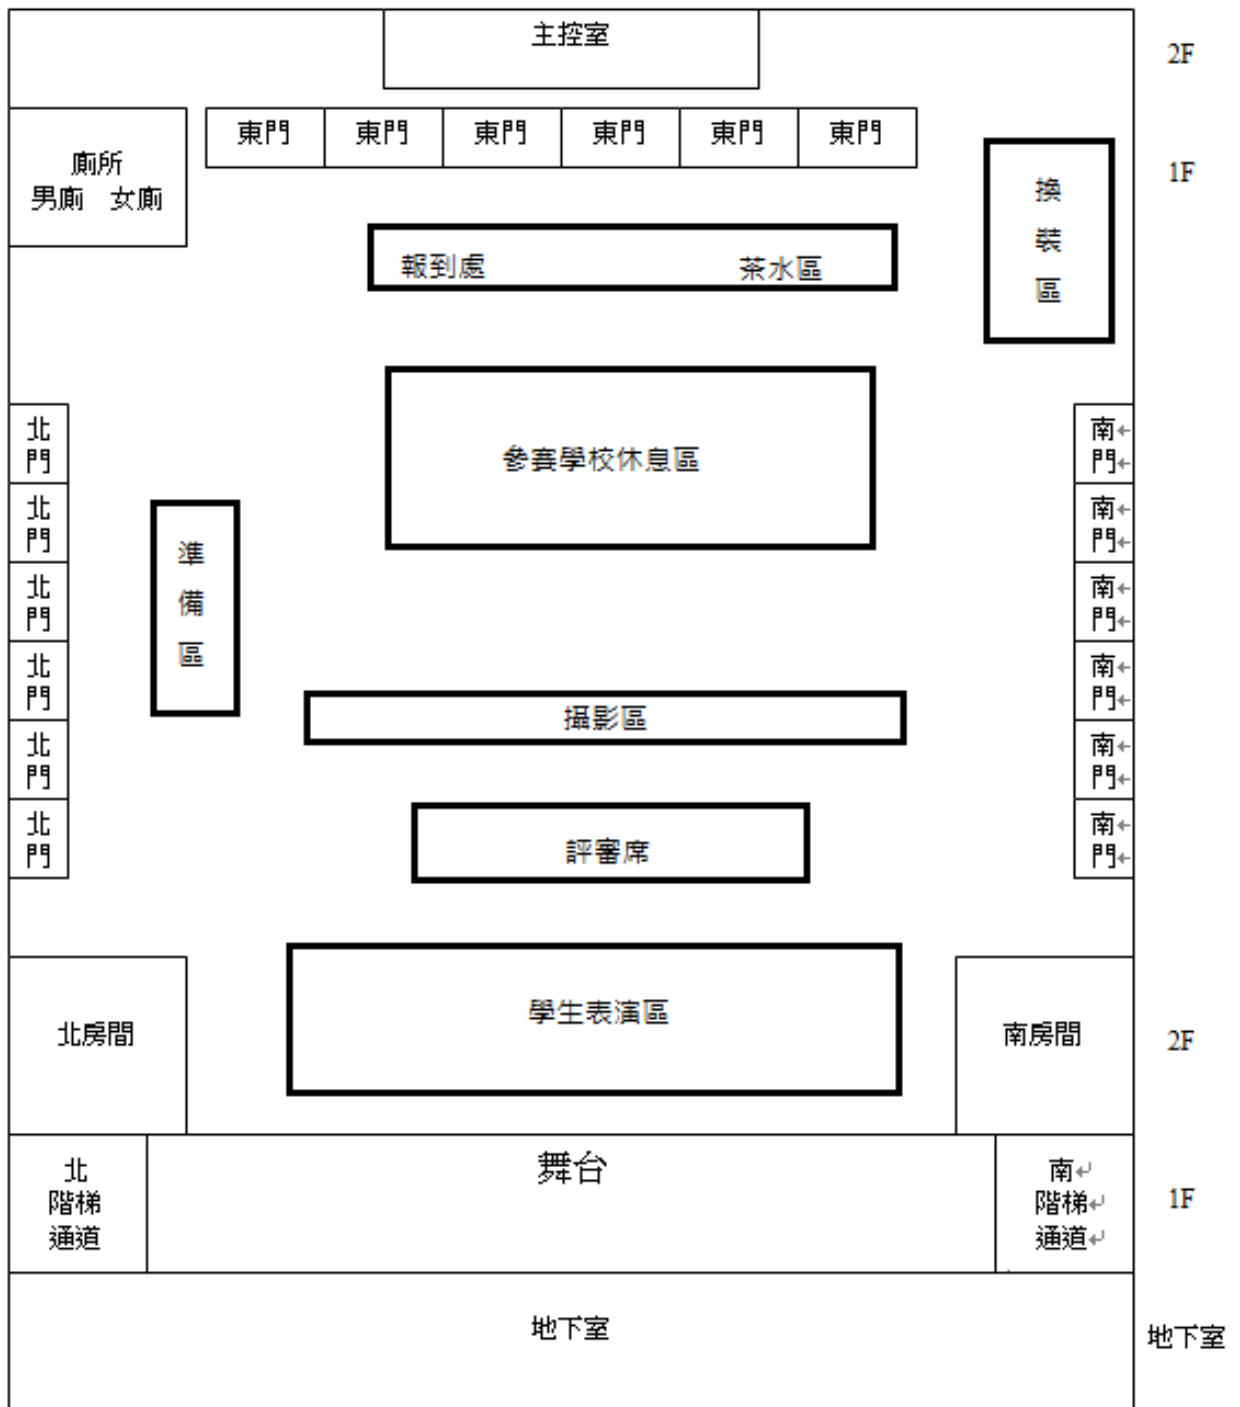 主控室
2F
東門 東門 東門 東門 東門 東門
廁所
男廁 女廁
1F
換
裝
區
報到處 茶水區
參賽學校休息區
北
門
北
門
北
門
北
門
北
門
北
門
準
備
區
南
門
南
門
南
門
南
門
南
門
南
門
攝影區
評審席
學生表演區
北房間
南房間
2F
舞台
北
階梯
通道
南
階梯
通道
1F
地下室
地下室